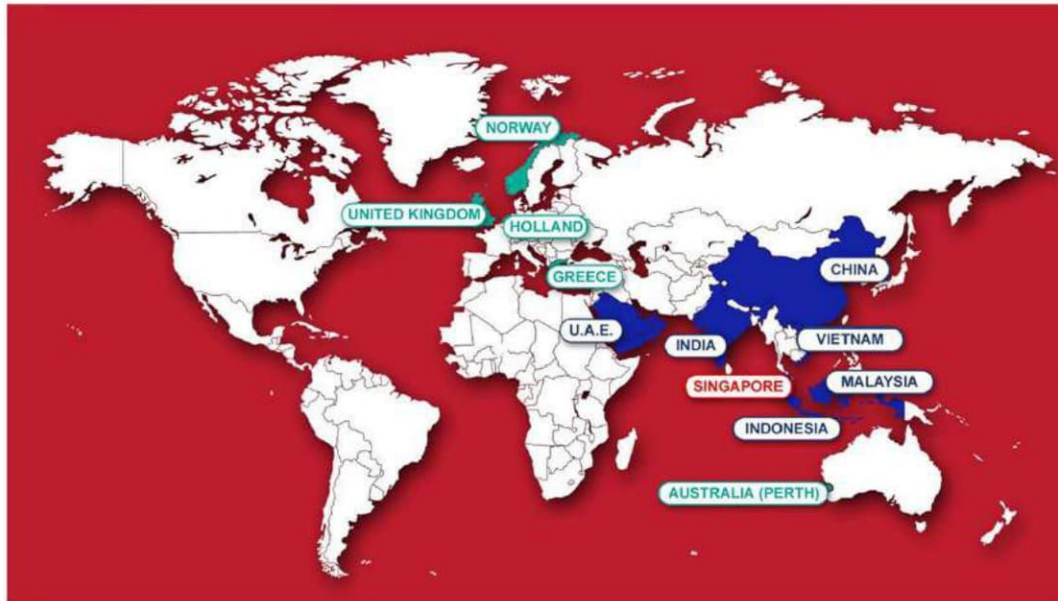 NORWAY
UNITED KINGDOM
HOLLAND
GREECE
CHINA
U.A.E.
INDIA
VIETNAM
SINGAPORE
MALAYSIA
INDONESIA
AUSTRALIA (PERTH)